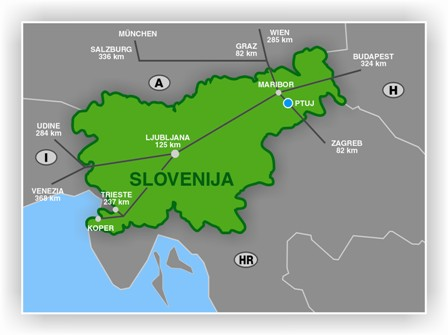 MÜNCHEN
WIEN
285 km
SALZBURG
336 km
GRAZ
82 km
BUDAPEST
324 km
A
MARIBOR
H
PTUJ
UDINE
284 km
LJUBLJANA
125 km
ZAGREB
82 km
I
SLOVENIJA
VENEZIA
368 km
TRIESTE
237 km
KOPER
HR